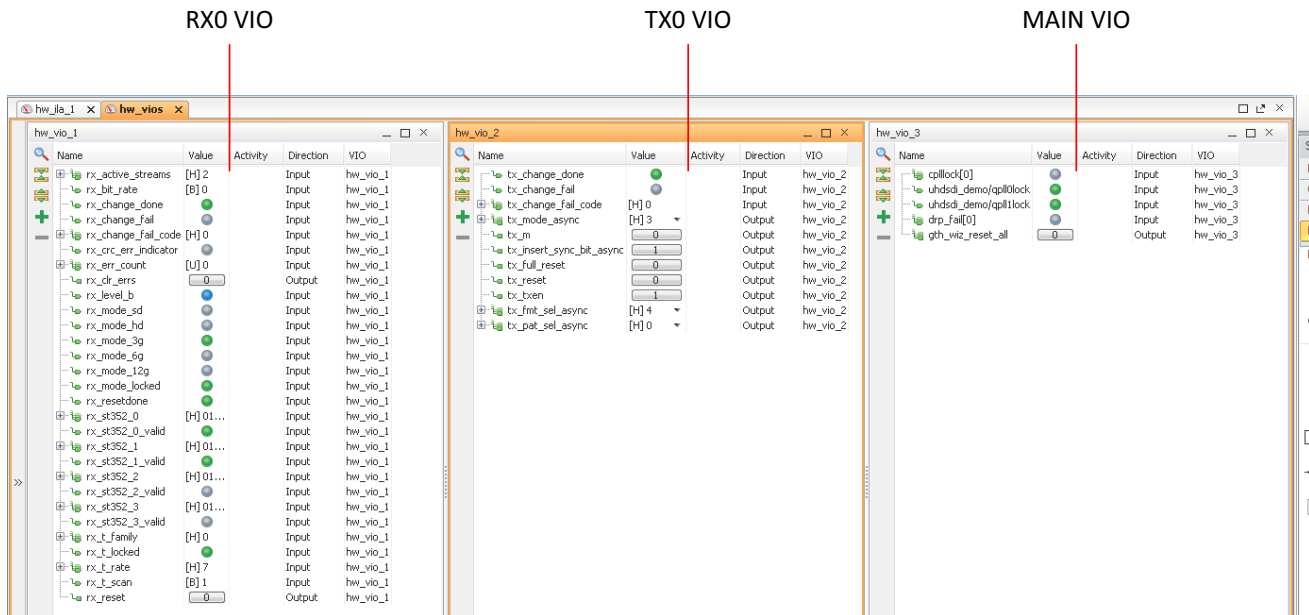 RX0 VIO
TX0 VIO
MAIN VIO
hw_ila_1 hw_vios
hw_vio_1
Name Value Activity Direction VIO
rx_active_streams [H] 2 Input hw_vio_1
rx_bit_rate [B] 0 Input hw_vio_1
rx_change_done Input hw_vio_1
rx_change_fail Input hw_vio_1
rx_change_fail_code [H] 0 Input hw_vio_1
rx_crc_err_indicator Input hw_vio_1
rx_err_count [U] 0 Input hw_vio_1
rx_clr_errs 0 Output hw_vio_1
rx_level_b Input hw_vio_1
rx_mode_sd Input hw_vio_1
rx_mode_hd Input hw_vio_1
rx_mode_3g Input hw_vio_1
rx_mode_6g Input hw_vio_1
rx_mode_12g Input hw_vio_1
rx_mode_locked Input hw_vio_1
rx_resetdone Input hw_vio_1
rx_st352_0 [H] 01... Input hw_vio_1
rx_st352_0_valid Input hw_vio_1
rx_st352_1 [H] 01... Input hw_vio_1
rx_st352_1_valid Input hw_vio_1
rx_st352_2 [H] 01... Input hw_vio_1
rx_st352_2_valid Input hw_vio_1
rx_st352_3 [H] 01... Input hw_vio_1
rx_st352_3_valid Input hw_vio_1
rx_t_family [H] 0 Input hw_vio_1
rx_t_locked Input hw_vio_1
rx_t_rate [H] 7 Input hw_vio_1
rx_t_scan [B] 1 Input hw_vio_1
rx_reset 0 Output hw_vio_1
hw_vio_2
Name Value Activity Direction VIO
tx_change_done Input hw_vio_2
tx_change_fail Input hw_vio_2
tx_change_fail_code [H] 0 Input hw_vio_2
tx_mode_async [H] 3 Output hw_vio_2
tx_m 0 Output hw_vio_2
tx_insert_sync_bit_async 1 Output hw_vio_2
tx_full_reset 0 Output hw_vio_2
tx_reset 0 Output hw_vio_2
tx_txen 1 Output hw_vio_2
tx_fmt_sel_async [H] 4 Output hw_vio_2
tx_pat_sel_async [H] 0 Output hw_vio_2
hw_vio_3
Name Value Activity Direction VIO
cplllock[0] Input hw_vio_3
uhdsdi_demo/qpll0lock Input hw_vio_3
uhdsdi_demo/qpll1lock Input hw_vio_3
drp_fail[0] Input hw_vio_3
gth_wiz_reset_all 0 Output hw_vio_3